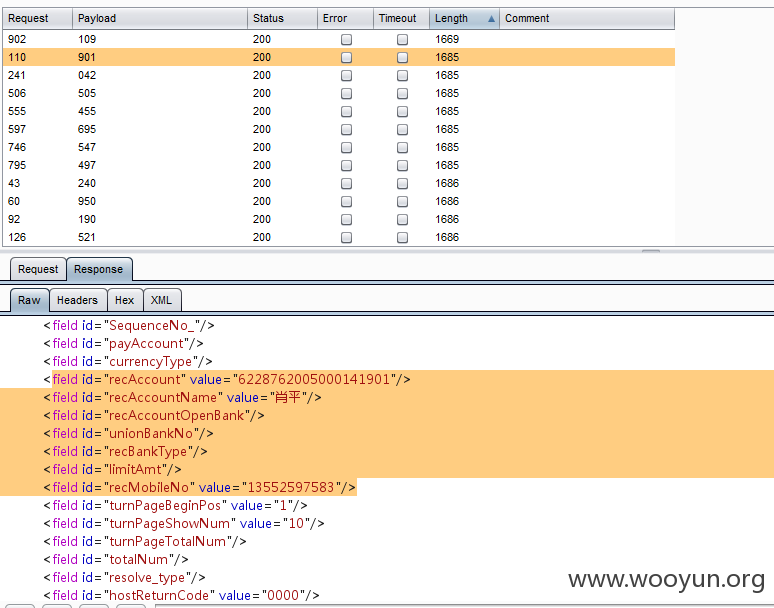 Request Payload Status Error Timeout Length Comment
902 109 200 1669
110 901 200 1685
241 042 200 1685
506 505 200 1685
555 455 200 1685
597 695 200 1685
746 547 200 1685
795 497 200 1685
43 240 200 1686
60 950 200 1686
92 190 200 1686
126 521 200 1686
Request Response
Raw Headers Hex XML
<field id="SequenceNo_"/>
<field id="payAccount"/>
<field id="currencyType"/>
<field id="recAccount" value="6228762005000141901"/>
<field id="recAccountName" value="肖平"/>
<field id="recAccountOpenBank"/>
<field id="unionBankNo"/>
<field id="recBankType"/>
<field id="limitAmt"/>
<field id="recMobileNo" value="13552597583"/>
<field id="turnPageBeginPos" value="1"/>
<field id="turnPageShowNum" value="10"/>
<field id="turnPageTotalNum"/>
<field id="totalNum"/>
<field id="resolve_type"/>
<field id="hostReturnCode" value="0000"/>
www.wooyun.org